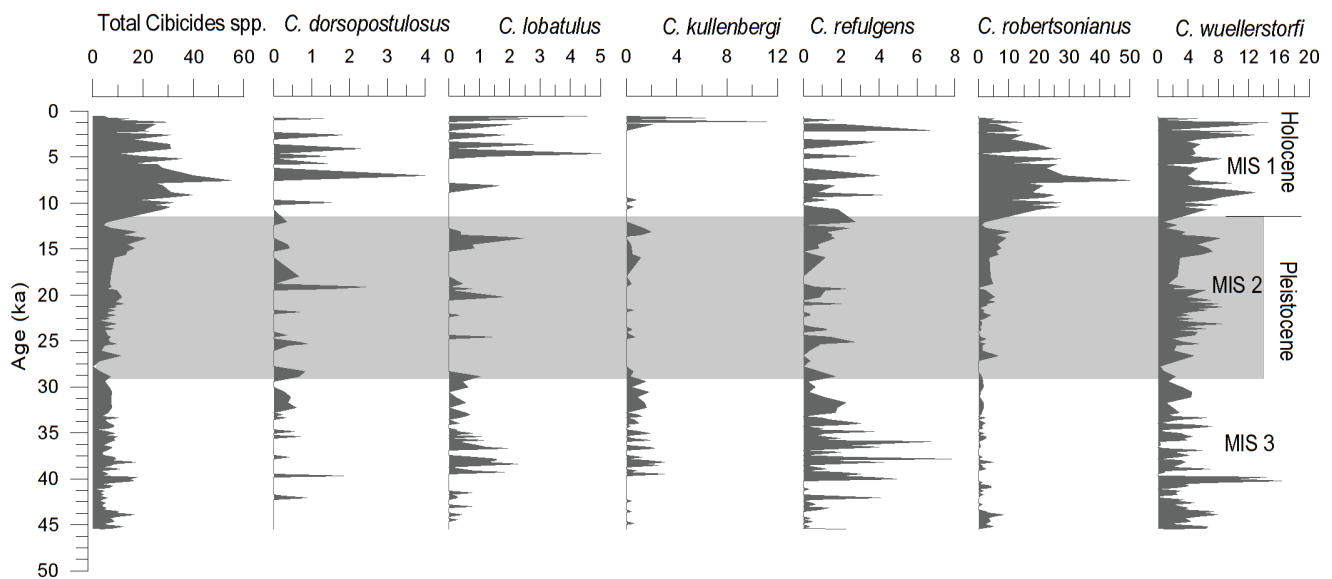 Total Cibicides spp. C. dorsopostulosus C. lobatulus C. kullenbergi C. refulgens C. robertsonianus C. wuellerstorfi
0 20 40 60 0 1 2 3 4 0 1 2 3 4 5 0 4 8 12 0 2 4 6 8 0 10 20 30 40 50 0 4 8 12 16 20
0
5
10
15
20
25
30
35
40
45
50
Age (ka)
Holocene
MIS 1
Pleistocene
MIS 2
MIS 3